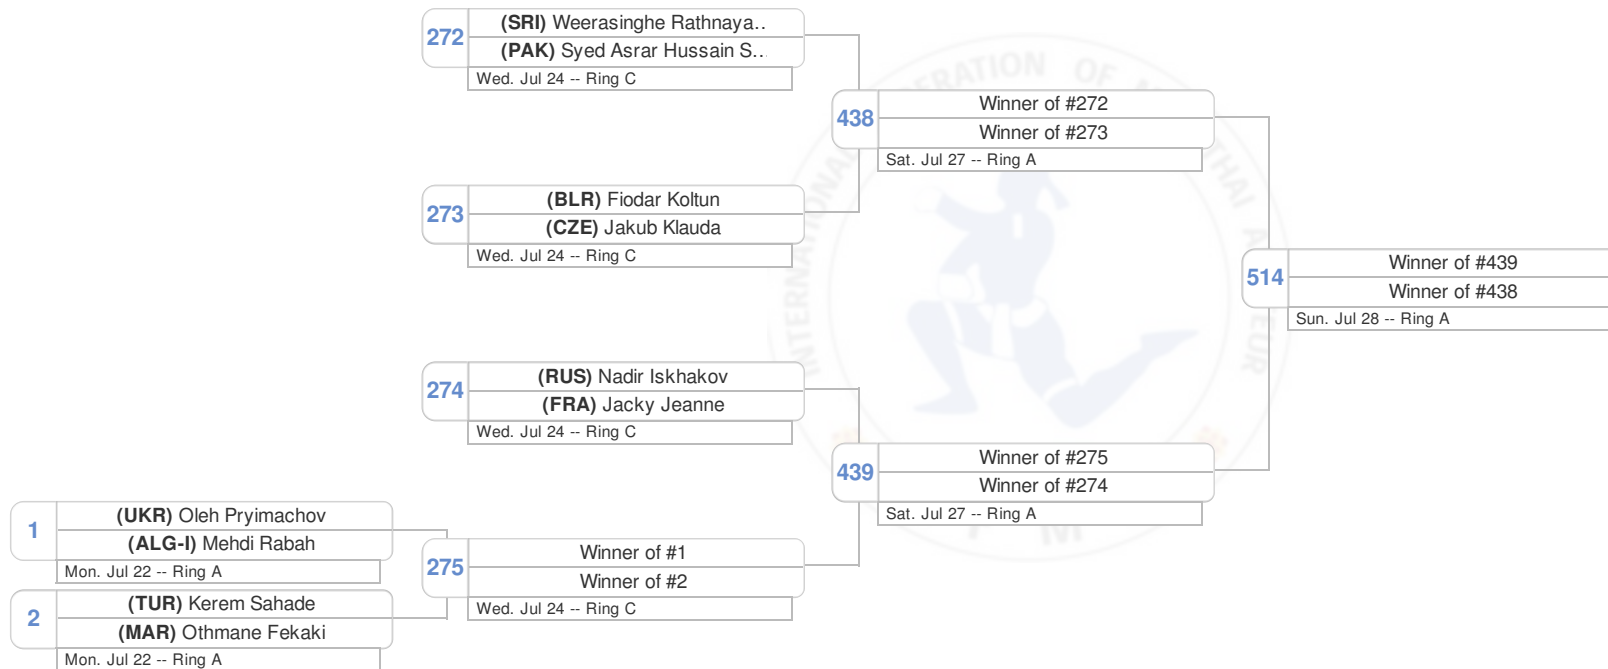 272
(SRI) Weerasinghe Rathnaya..
(PAK) Syed Asrar Hussain S...
Wed. Jul 24 -- Ring C
438
Winner of #272
Winner of #273
Sat. Jul 27 -- Ring A
273
(BLR) Fiodar Koltun
(CZE) Jakub Klauda
Wed. Jul 24 -- Ring C
514
Winner of #439
Winner of #438
Sun. Jul 28 -- Ring A
274
(RUS) Nadir Iskhakov
(FRA) Jacky Jeanne
Wed. Jul 24 -- Ring C
439
Winner of #275
Winner of #274
Sat. Jul 27 -- Ring A
1
(UKR) Oleh Pryimachov
(ALG-I) Mehdi Rabah
Mon. Jul 22 -- Ring A
275
Winner of #1
Winner of #2
Wed. Jul 24 -- Ring C
2
(TUR) Kerem Sahade
(MAR) Othmane Fekaki
Mon. Jul 22 -- Ring A